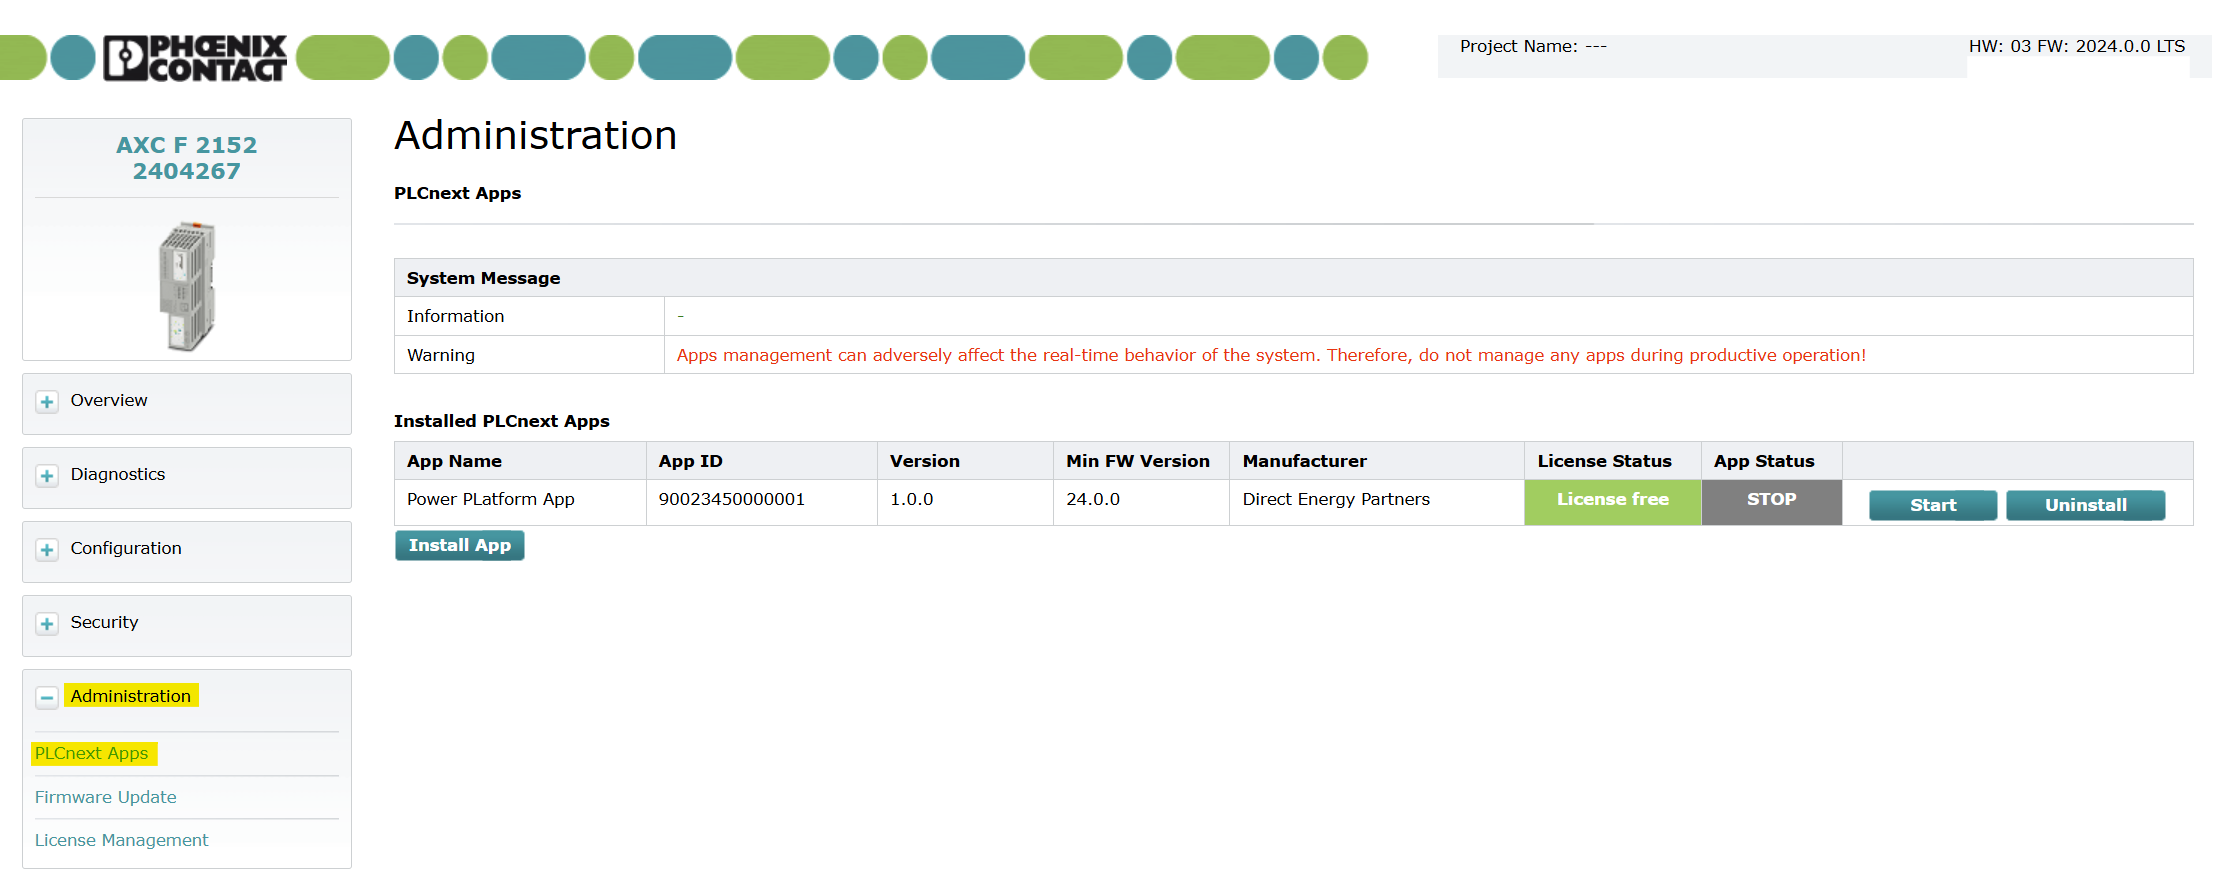 PHOENIX
CONTACT
Project Name: ---
HW: 03 FW: 2024.0.0 LTS
AXC F 2152
2404267
Overview
Diagnostics
Configuration
Security
Administration
PLCnext Apps
Firmware Update
License Management
Administration
PLCnext Apps
System Message
Information -
Warning Apps management can adversely affect the real-time behavior of the system. Therefore, do not manage any apps during productive operation!
Installed PLCnext Apps
App Name App ID Version Min FW Version Manufacturer License Status App Status
Power PLatform App 90023450000001 1.0.0 24.0.0 Direct Energy Partners License free STOP Start Uninstall
Install App